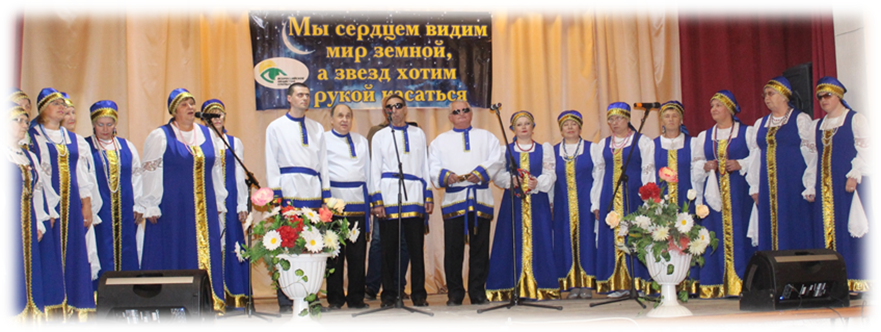 Мы сердцем видим
мир земной,
а звезд хотим
рукой касаться